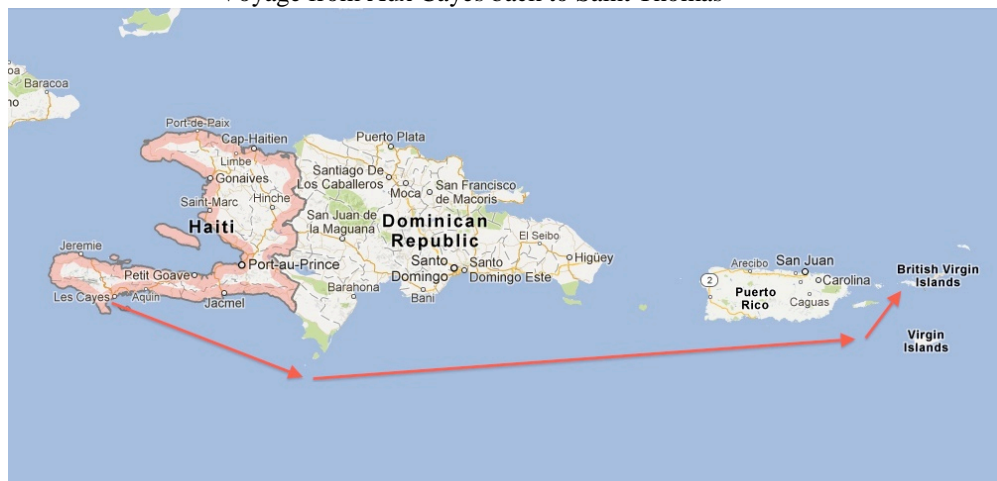 Voyage from Aux Cayes back to Saint Thomas
Baracoa
Port-de-Paix
Cap-Haitien
Limbe
Gonaives
Saint-Marc
Hinche
Haiti
Jeremie
Petit Goave
Port-au-Prince
Les Cayes
Aquin
Jacmel
Puerto Plata
Santiago De
Los Caballeros
Moca
San Francisco
de Macoris
San Juan de
la Maguana
Dominican
Republic
El Seibo
Higüey
Santo
Domingo
Santo
Domingo Este
Barahona
Bani
Arecibo
San Juan
Carolina
2
Puerto
Rico
Caguas
British Virgin
Islands
Virgin
Islands